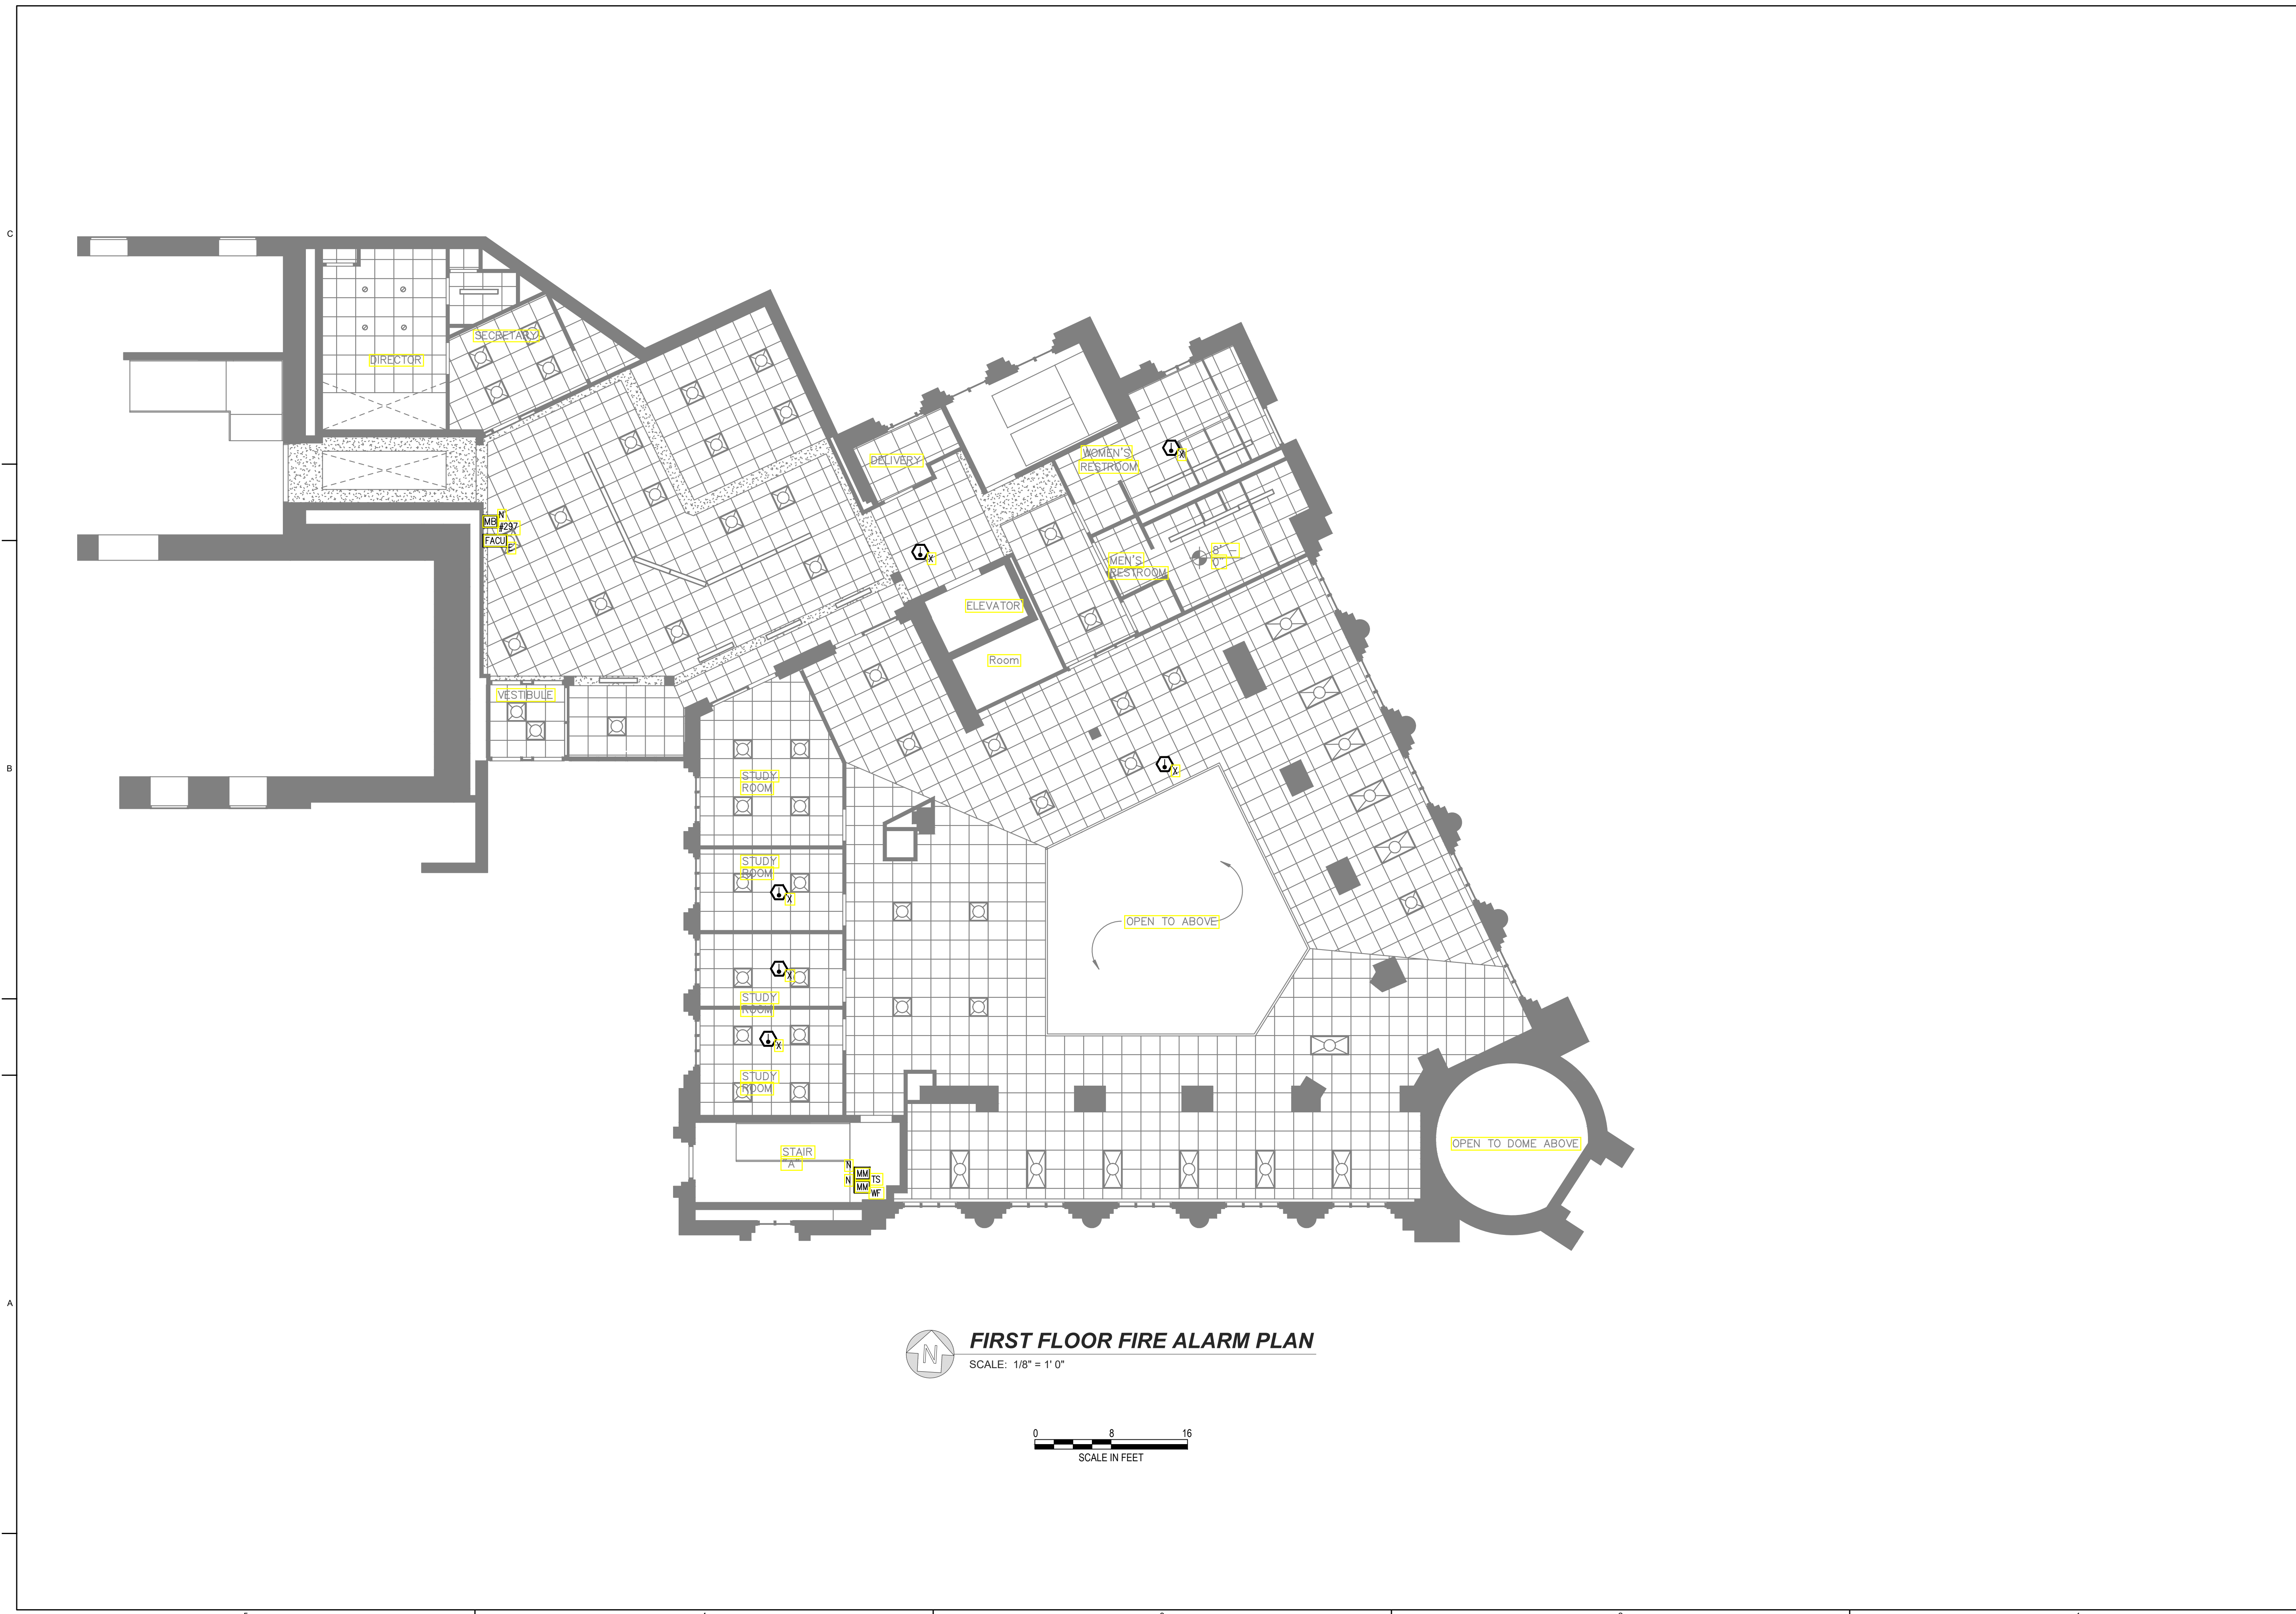 C
SECRETARY
DIRECTOR
WOMEN'S
RESTROOM
X
DELIVERY
N
MB
#297
FACU
E
X
8' –
0"
MEN'S
RESTROOM
ELEVATOR
Room
VESTIBULE
B
X
STUDY
ROOM
STUDY
ROOM
X
OPEN TO ABOVE
X
STUDY
ROOM
X
STUDY
ROOM
OPEN TO DOME ABOVE
STAIR
"A"
N
MM
TS
N
MM
WF
A
N
FIRST FLOOR FIRE ALARM PLAN
SCALE: 1/8" = 1' 0"
0 8 16
SCALE IN FEET